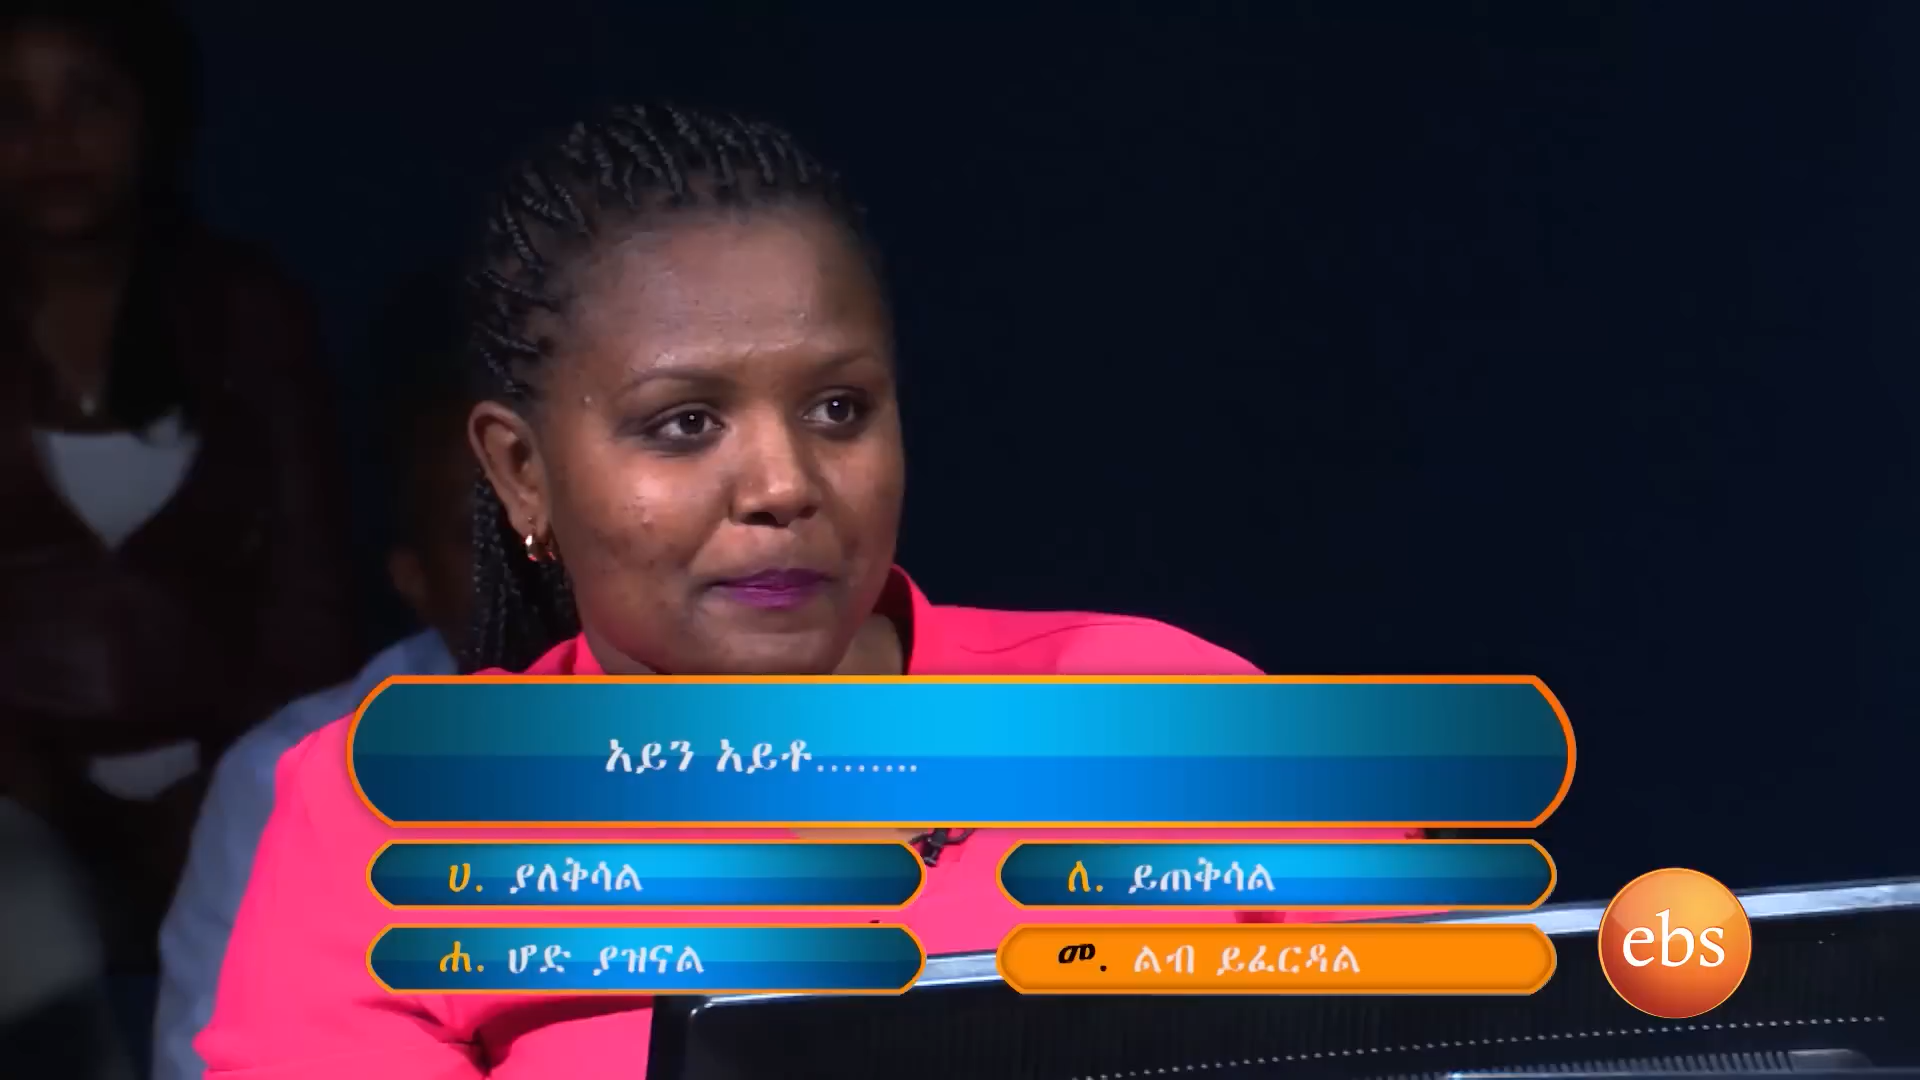 አይን አይቶ........
ሀ. ያለቅሳል
ለ. ይጠቅሳል
ሐ. ሆድ ያዝናል
መ. ልብ ይፈርዳል
ebs